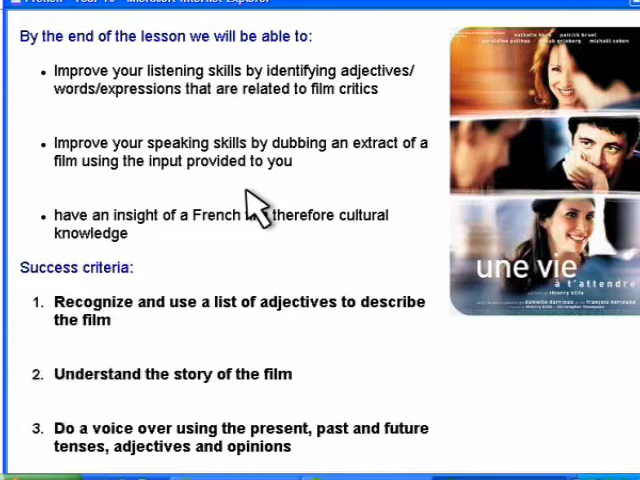 By the end of the lesson we will be able to:
Improve your listening skills by identifying adjectives/
words/expressions that are related to film critics
Improve your speaking skills by dubbing an extract of a
film using the input provided to you
have an insight of a French therefore cultural
knowledge
Success criteria:
1. Recognize and use a list of adjectives to describe
the film
2. Understand the story of the film
3. Do a voice over using the present, past and future
tenses, adjectives and opinions
nathalie patrick bruel
une vie
à t'attendre